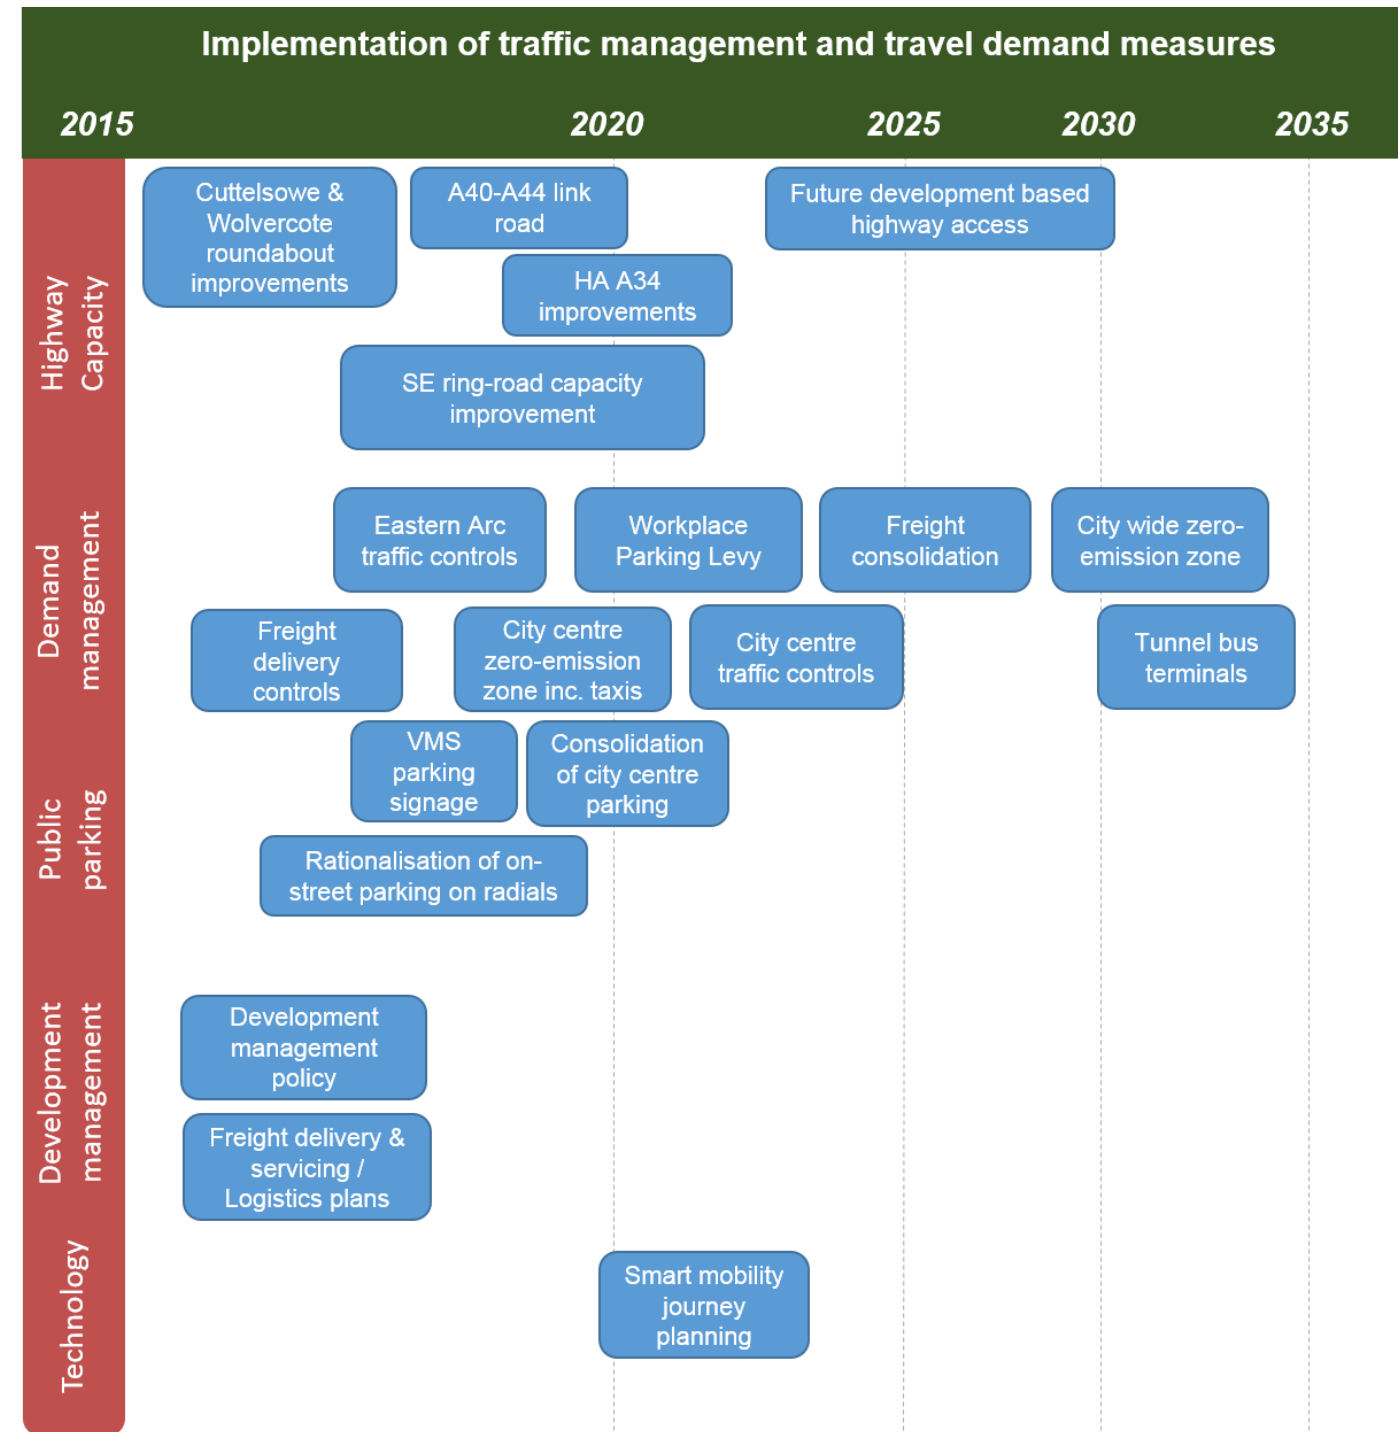 Implementation of traffic management and travel demand measures
2015 2020 2025 2030 2035
Highway
Capacity
Cuttelsowe &
Wolvercote
roundabout
improvements
A40-A44 link
road
Future development based
highway access
HA A34
improvements
SE ring-road capacity
improvement
Demand
management
Eastern Arc
traffic controls
Workplace
Parking Levy
Freight
consolidation
City wide zero-
emission zone
Freight
delivery
controls
City centre
zero-emission
zone inc. taxis
City centre
traffic controls
Tunnel bus
terminals
Public
parking
VMS
parking
signage
Consolidation
of city centre
parking
Rationalisation of on-
street parking on radials
Development
management
Development
management
policy
Freight delivery &
servicing /
Logistics plans
Technology
Smart mobility
journey
planning